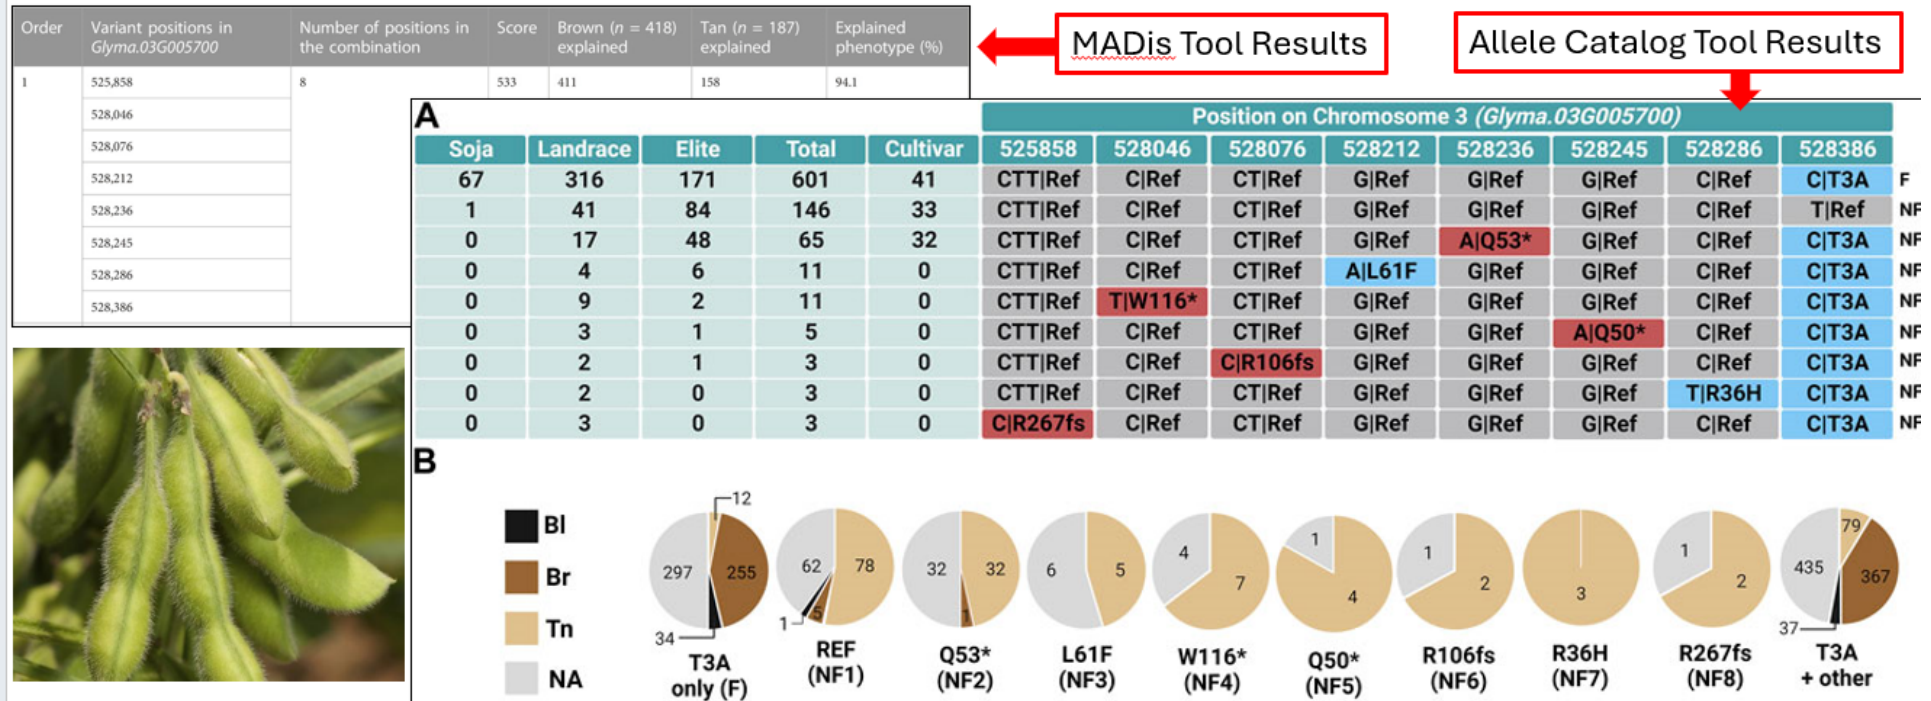 Order Variant positions in Glyma.03G005700 Number of positions in the combination Score Brown (n = 418) explained Tan (n = 187) explained Explained phenotype (%)
1 525,858 8 533 411 158 94.1
528,046
528,076
528,212
528,236
528,245
528,286
528,386
MADis Tool Results
Allele Catalog Tool Results
A
Position on Chromosome 3 (Glyma.03G005700)
Soja Landrace Elite Total Cultivar 525858 528046 528076 528212 528236 528245 528286 528386
67 316 171 601 41 CTT|Ref C|Ref CT|Ref G|Ref G|Ref G|Ref C|Ref C|T3A F
1 41 84 146 33 CTT|Ref C|Ref CT|Ref G|Ref G|Ref G|Ref C|Ref T|Ref NF
0 17 48 65 32 CTT|Ref C|Ref CT|Ref G|Ref A|Q53* G|Ref C|Ref C|T3A NF
0 4 6 11 0 CTT|Ref C|Ref CT|Ref A|L61F G|Ref G|Ref C|Ref C|T3A NF
0 9 2 11 0 CTT|Ref T|W116* CT|Ref G|Ref G|Ref G|Ref C|Ref C|T3A NF
0 3 1 5 0 CTT|Ref C|Ref CT|Ref G|Ref G|Ref A|Q50* C|Ref C|T3A NF
0 2 1 3 0 CTT|Ref C|Ref C|R106fs G|Ref G|Ref G|Ref C|Ref C|T3A NF
0 2 0 3 0 CTT|Ref C|Ref CT|Ref G|Ref G|Ref G|Ref T|R36H C|T3A NF
0 3 0 3 0 C|R267fs C|Ref CT|Ref G|Ref G|Ref G|Ref C|Ref C|T3A NF
B
Bl
Br
Tn
NA
12
297 255
34
T3A
only (F)
62 78
1 5
REF
(NF1)
32 32
1
Q53*
(NF2)
6 5
L61F
(NF3)
4
7
W116*
(NF4)
1
4
Q50*
(NF5)
1
2
R106fs
(NF6)
3
R36H
(NF7)
1
2
R267fs
(NF8)
79
435 367
37
T3A
+ other